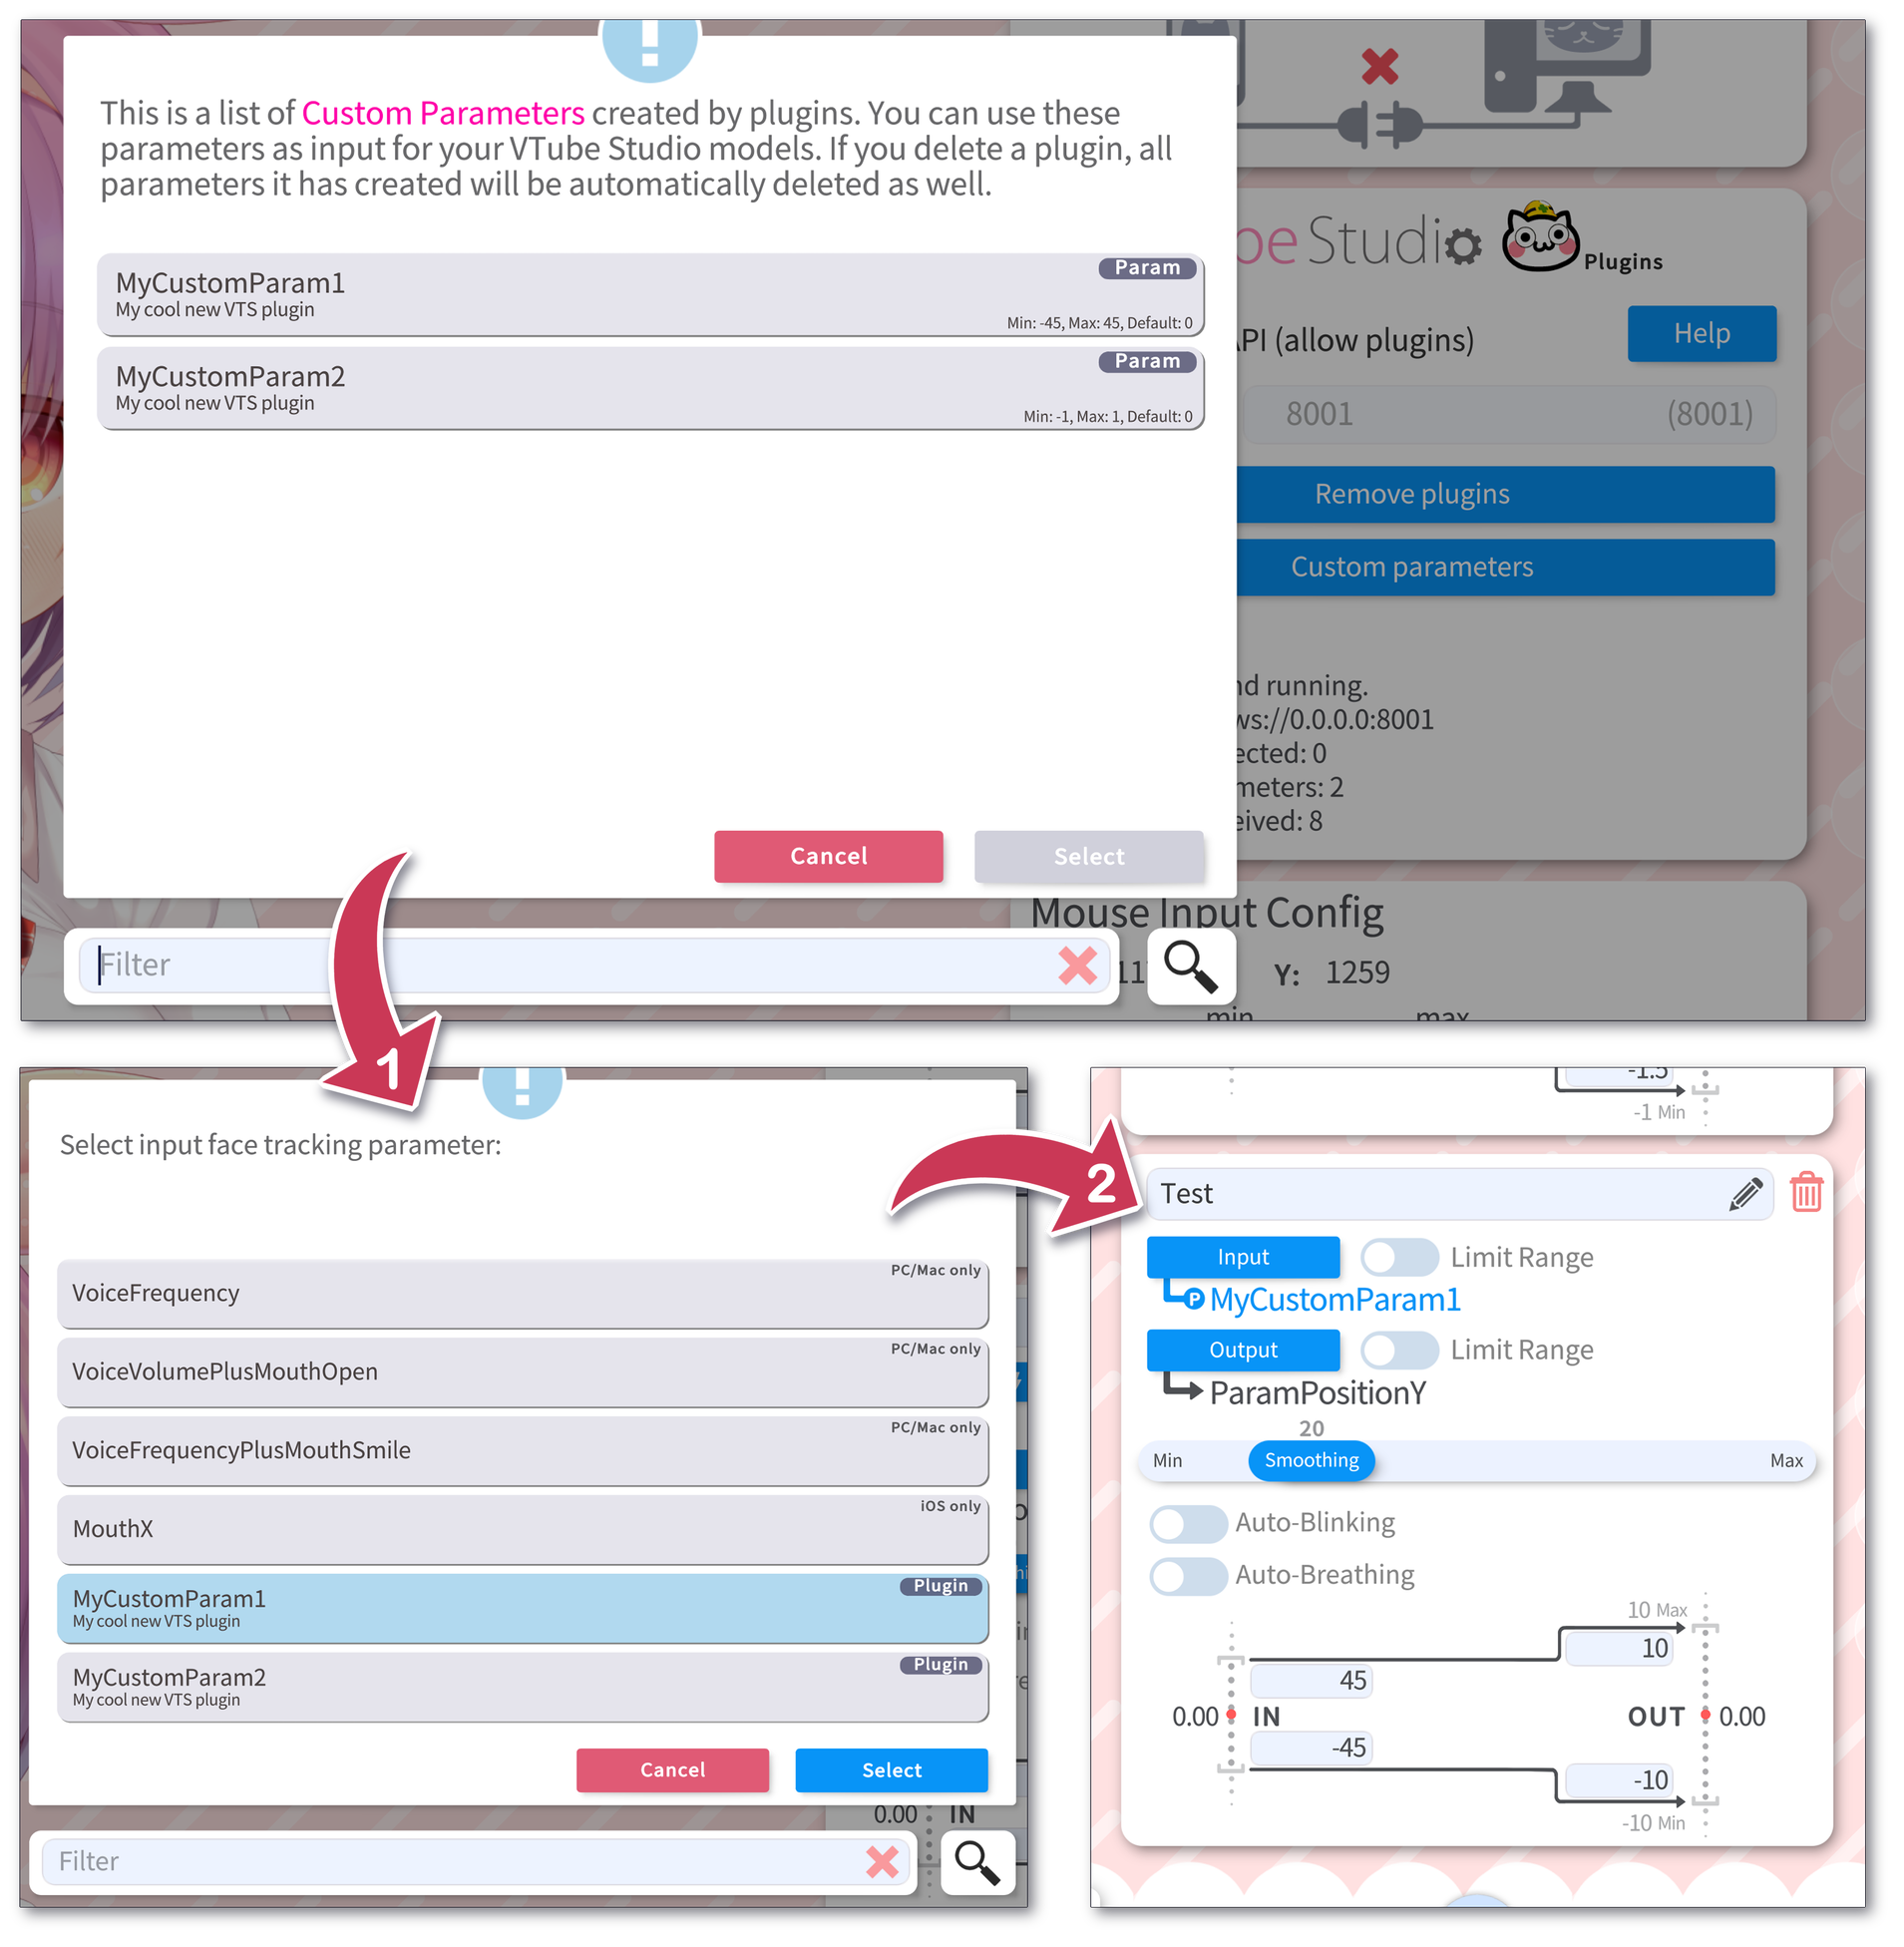 This is a list of Custom Parameters created by plugins. You can use these
parameters as input for your VTube Studio models. If you delete a plugin, all
parameters it has created will be automatically deleted as well.
MyCustomParam1
My cool new VTS plugin
Param
Min: -45, Max: 45, Default: 0
MyCustomParam2
My cool new VTS plugin
Param
Min: -1, Max: 1, Default: 0
Cancel
Select
Filter
be Studio Plugins
PI (allow plugins)
Help
8001
(8001)
Remove plugins
Custom parameters
nd running.
ws://0.0.0.0:8001
ected: 0
meters: 2
eived: 8
Mouse Input Config
11
Y: 1259
min
max
1
Select input face tracking parameter:
VoiceFrequency
PC/Mac only
VoiceVolumePlusMouthOpen
PC/Mac only
VoiceFrequencyPlusMouthSmile
PC/Mac only
MouthX
iOS only
MyCustomParam1
My cool new VTS plugin
Plugin
MyCustomParam2
My cool new VTS plugin
Plugin
Cancel
Select
0.00
IN
Filter
2
-1.5
-1 Min
Test
Input
Limit Range
P MyCustomParam1
Output
Limit Range
ParamPositionY
20
Min
Smoothing
Max
Auto-Blinking
Auto-Breathing
10 Max
10
45
0.00
IN
OUT
0.00
-45
-10
-10 Min